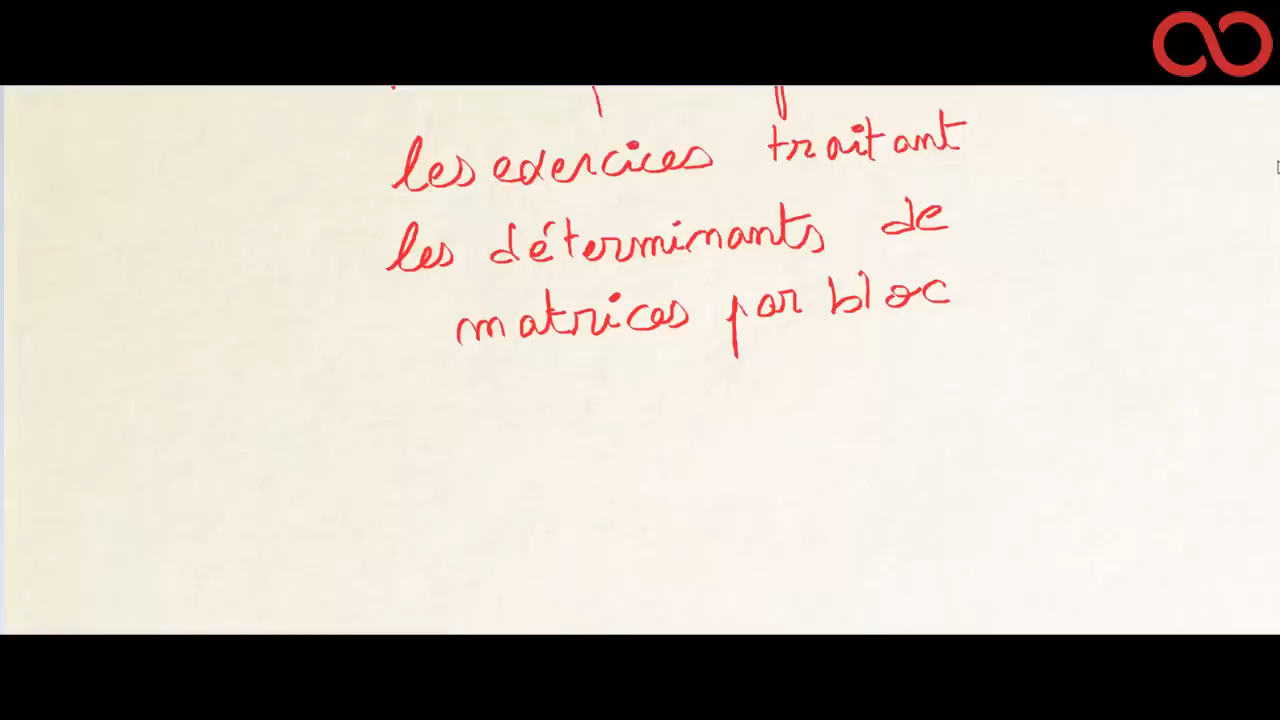 les exercices traitant
les déterminants de
matrices par bloc